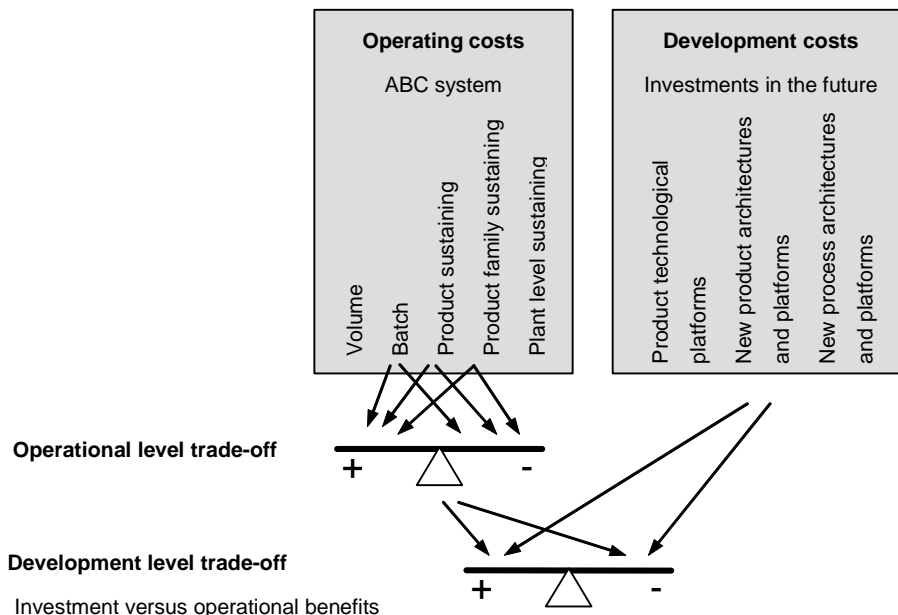 Operating costs
ABC system
Volume
Batch
Product sustaining
Product family sustaining
Plant level sustaining
Development costs
Investments in the future
Product technological
platforms
New product architectures
and platforms
New process architectures
and platforms
Operational level trade-off
+
-
Development level trade-off
+
-
Investment versus operational benefits